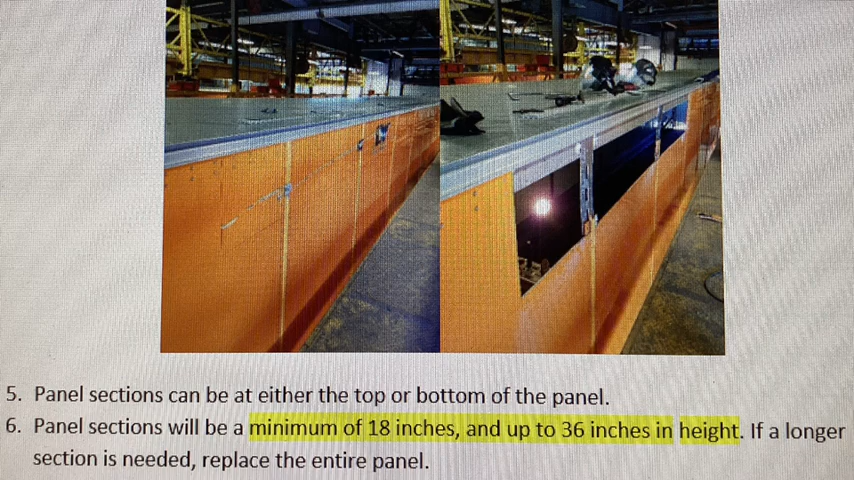 5. Panel sections can be at either the top or bottom of the panel.
6. Panel sections will be a minimum of 18 inches, and up to 36 inches in height. If a longer
section is needed, replace the entire panel.